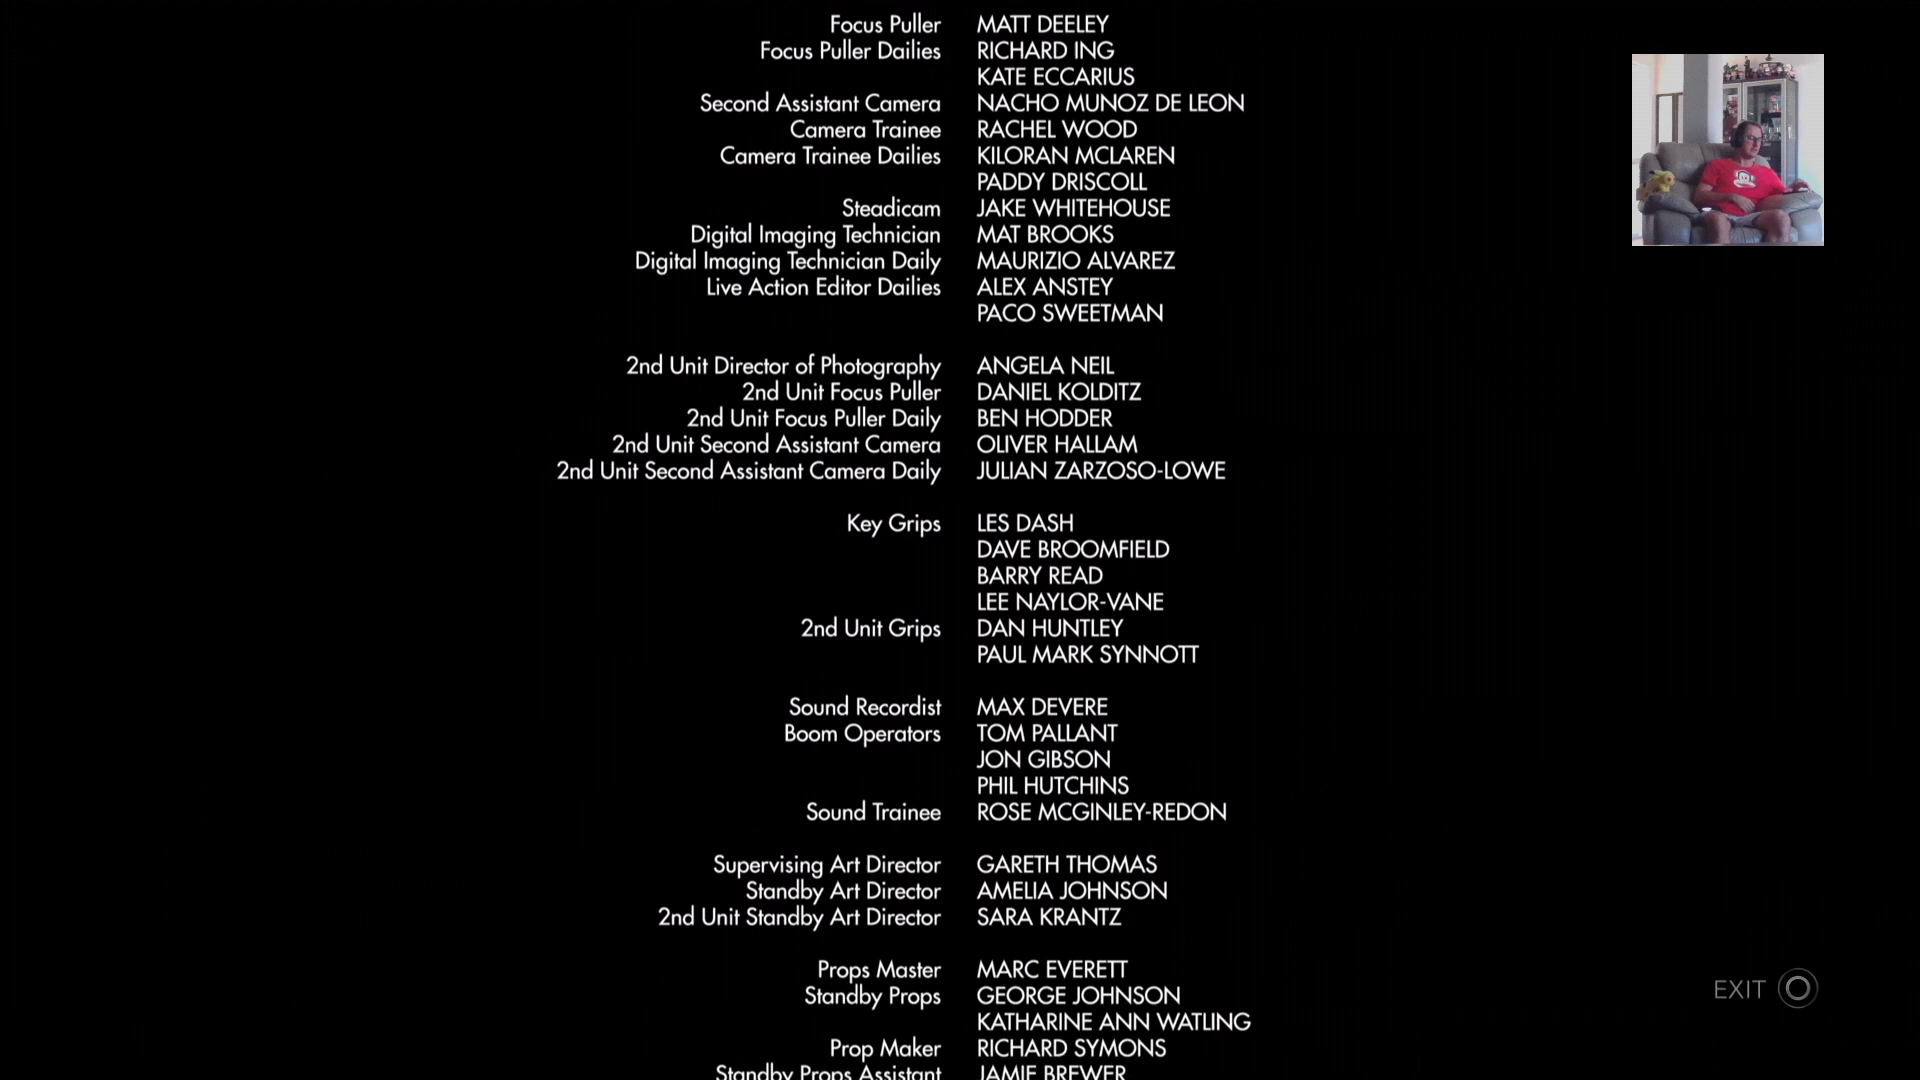 Focus Puller MATT DEELEY
Focus Puller Dailies RICHARD ING
KATE ECCARIUS
Second Assistant Camera NACHO MUNOZ DE LEON
Camera Trainee RACHEL WOOD
Camera Trainee Dailies KILORAN MCLAREN
PADDY DRISCOLL
Steadicam JAKE WHITEHOUSE
Digital Imaging Technician MAT BROOKS
Digital Imaging Technician Daily MAURIZIO ALVAREZ
Live Action Editor Dailies ALEX ANSTEY
PACO SWEETMAN
2nd Unit Director of Photography ANGELA NEIL
2nd Unit Focus Puller DANIEL KOLDITZ
2nd Unit Focus Puller Daily BEN HODDER
2nd Unit Second Assistant Camera OLIVER HALLAM
2nd Unit Second Assistant Camera Daily JULIAN ZARZOSO-LOWE
Key Grips LES DASH
DAVE BROOMFIELD
BARRY READ
LEE NAYLOR-VANE
2nd Unit Grips DAN HUNTLEY
PAUL MARK SYNNOTT
Sound Recordist MAX DEVERE
Boom Operators TOM PALLANT
JON GIBSON
PHIL HUTCHINS
Sound Trainee ROSE MCGINLEY-REDON
Supervising Art Director GARETH THOMAS
Standby Art Director AMELIA JOHNSON
2nd Unit Standby Art Director SARA KRANTZ
Props Master MARC EVERETT
Standby Props GEORGE JOHNSON
KATHARINE ANN WATLING
Prop Maker RICHARD SYMONS
Standby Props Assistant JAMIE BREWER
EXIT